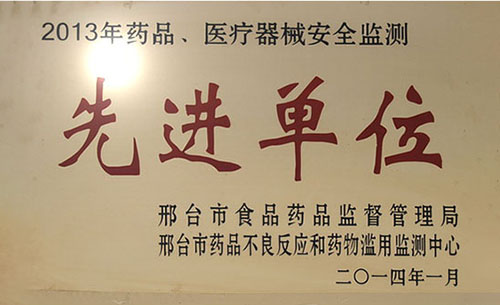 2013年药品、医疗器械安全监测
先进单位
邢台市食品药品监督管理局
邢台市药品不良反应和药物滥用监测中心
二〇一四年一月